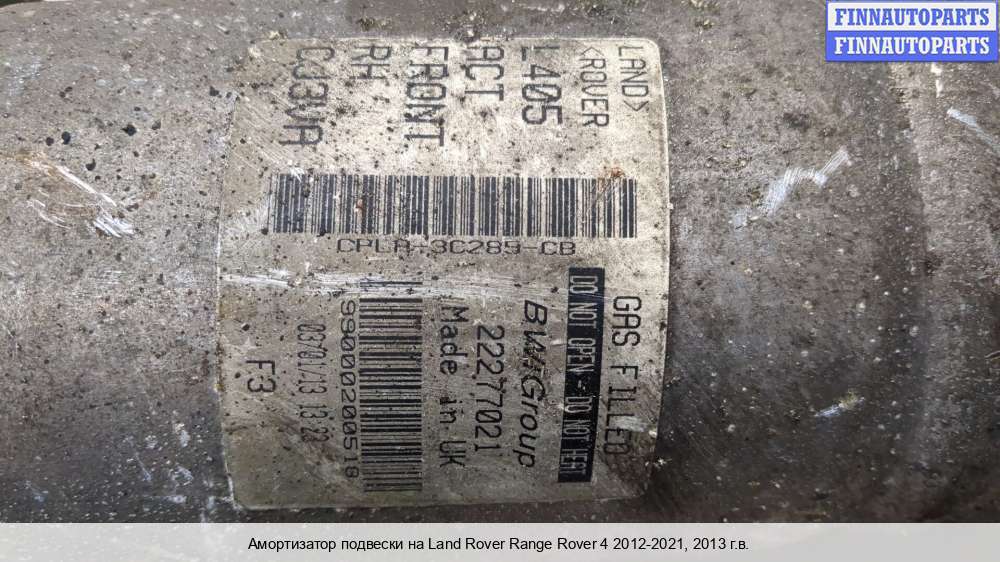 FINNAUTOPARTS
FINNAUTOPARTS
LAND>
<ROVER
L405
ACT
FRONT
RH
CJ3VA
CPLA-3C289-CB
GAS FILLED
DO NOT OPEN - DO NOT HEAT
BWIGroup
22277021
Made in UK
990000200518
03/01/13 13 23
F3
Амортизатор подвески на Land Rover Range Rover 4 2012-2021, 2013 г.в.